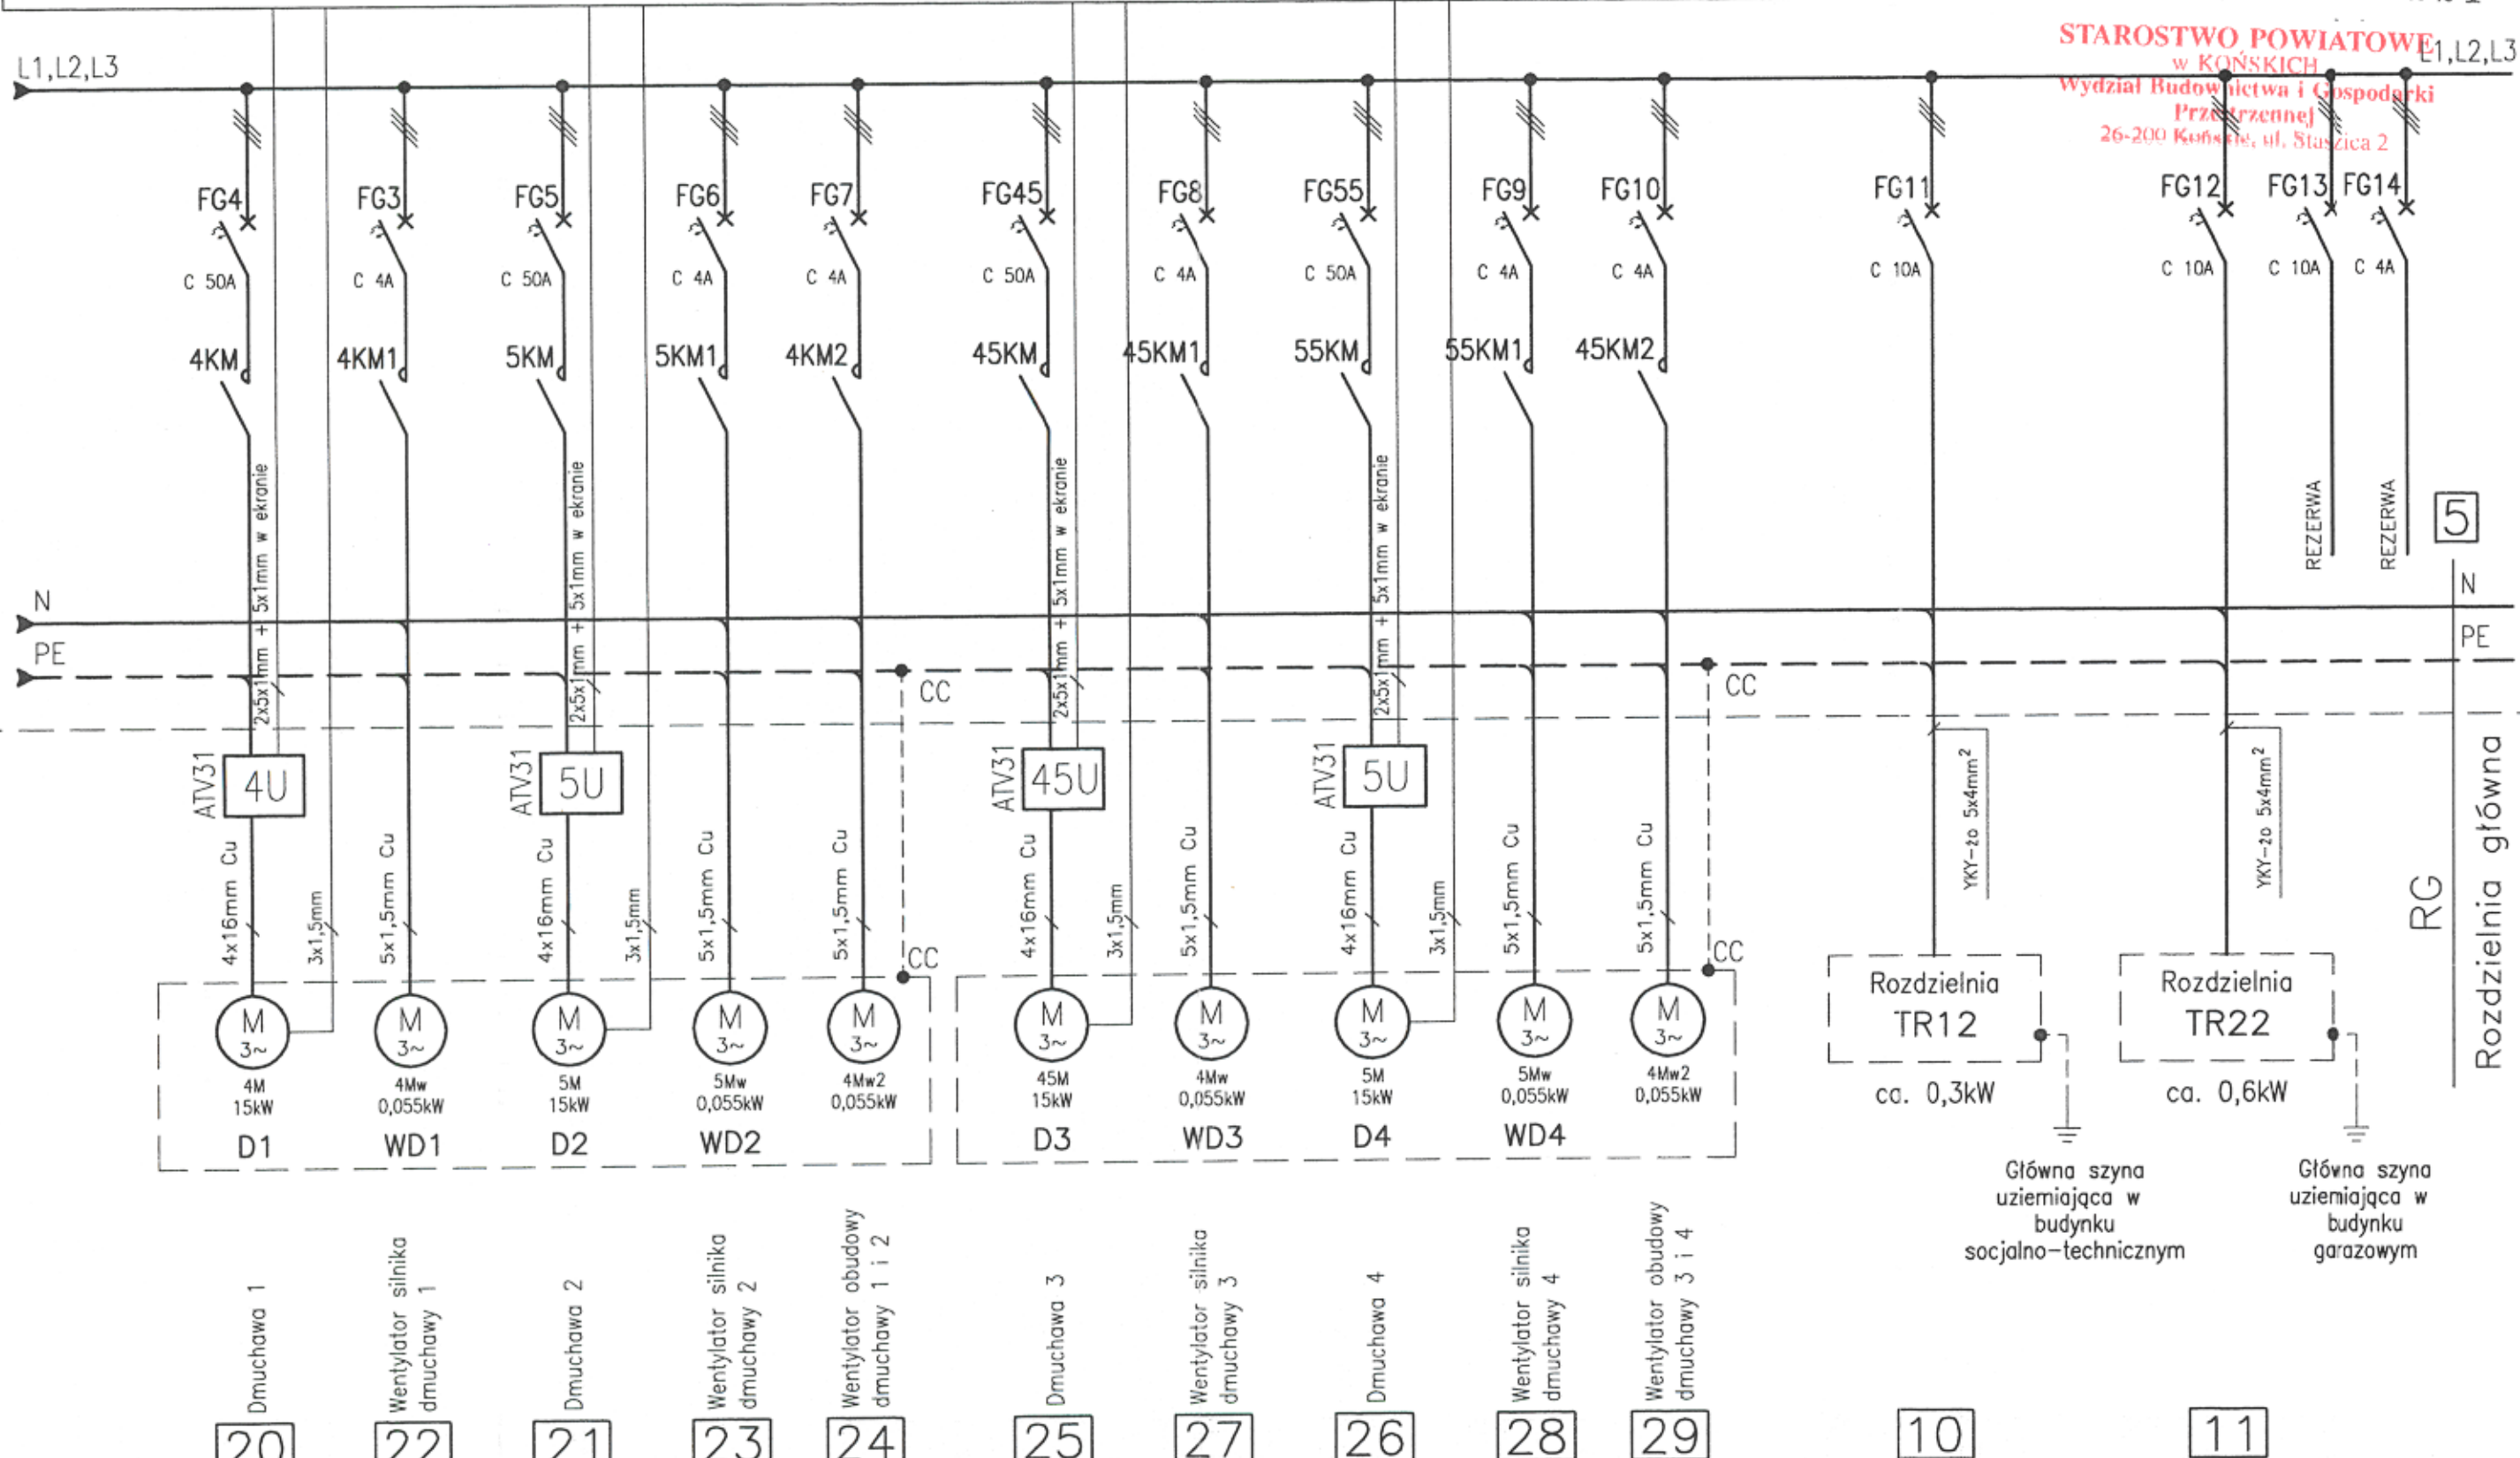 STAROSTWO POWIATOWE
w KOŃSKICH
Wydział Budownictwa i Gospodarki
Przestrzennej
26-200 Końskie, ul. Staszica 2
L1,L2,L3
L1,L2,L3
FG4
FG3
FG5
FG6
FG7
FG45
FG8
FG55
FG9
FG10
FG11
FG12
FG13
FG14
C 50A
C 4A
C 50A
C 4A
C 4A
C 50A
C 4A
C 50A
C 4A
C 4A
C 10A
C 10A
C 10A
C 4A
4KM
4KM1
5KM
5KM1
4KM2
45KM
45KM1
55KM
55KM1
45KM2
2x5x1mm + 5x1mm w ekranie
2x5x1mm + 5x1mm w ekranie
2x5x1mm + 5x1mm w ekranie
2x5x1mm + 5x1mm w ekranie
REZERWA
REZERWA
5
N
N
PE
PE
CC
CC
ATV31
4U
ATV31
5U
ATV31
45U
ATV31
5U
YKY-żo 5x4mm²
YKY-żo 5x4mm²
RG
Rozdzielnia główna
4x16mm Cu
3x1,5mm
5x1,5mm Cu
4x16mm Cu
3x1,5mm
5x1,5mm Cu
5x1,5mm Cu
4x16mm Cu
3x1,5mm
5x1,5mm Cu
4x16mm Cu
3x1,5mm
5x1,5mm Cu
5x1,5mm Cu
CC
CC
M
3~
M
3~
M
3~
M
3~
M
3~
M
3~
M
3~
M
3~
M
3~
M
3~
Rozdzielnia
TR12
Rozdzielnia
TR22
4M
15kW
4Mw
0,055kW
5M
15kW
5Mw
0,055kW
4Mw2
0,055kW
45M
15kW
4Mw
0,055kW
5M
15kW
5Mw
0,055kW
4Mw2
0,055kW
ca. 0,3kW
ca. 0,6kW
D1
WD1
D2
WD2
D3
WD3
D4
WD4
Główna szyna
uziemiająca w
budynku
socjalno-technicznym
Główna szyna
uziemiająca w
budynku
garazowym
Dmuchawa 1
Wentylator silnika
dmuchawy 1
Dmuchawa 2
Wentylator silnika
dmuchawy 2
Wentylator obudowy
dmuchawy 1 i 2
Dmuchawa 3
Wentylator silnika
dmuchawy 3
Dmuchawa 4
Wentylator silnika
dmuchawy 4
Wentylator obudowy
dmuchawy 3 i 4
20
22
21
23
24
25
27
26
28
29
10
11